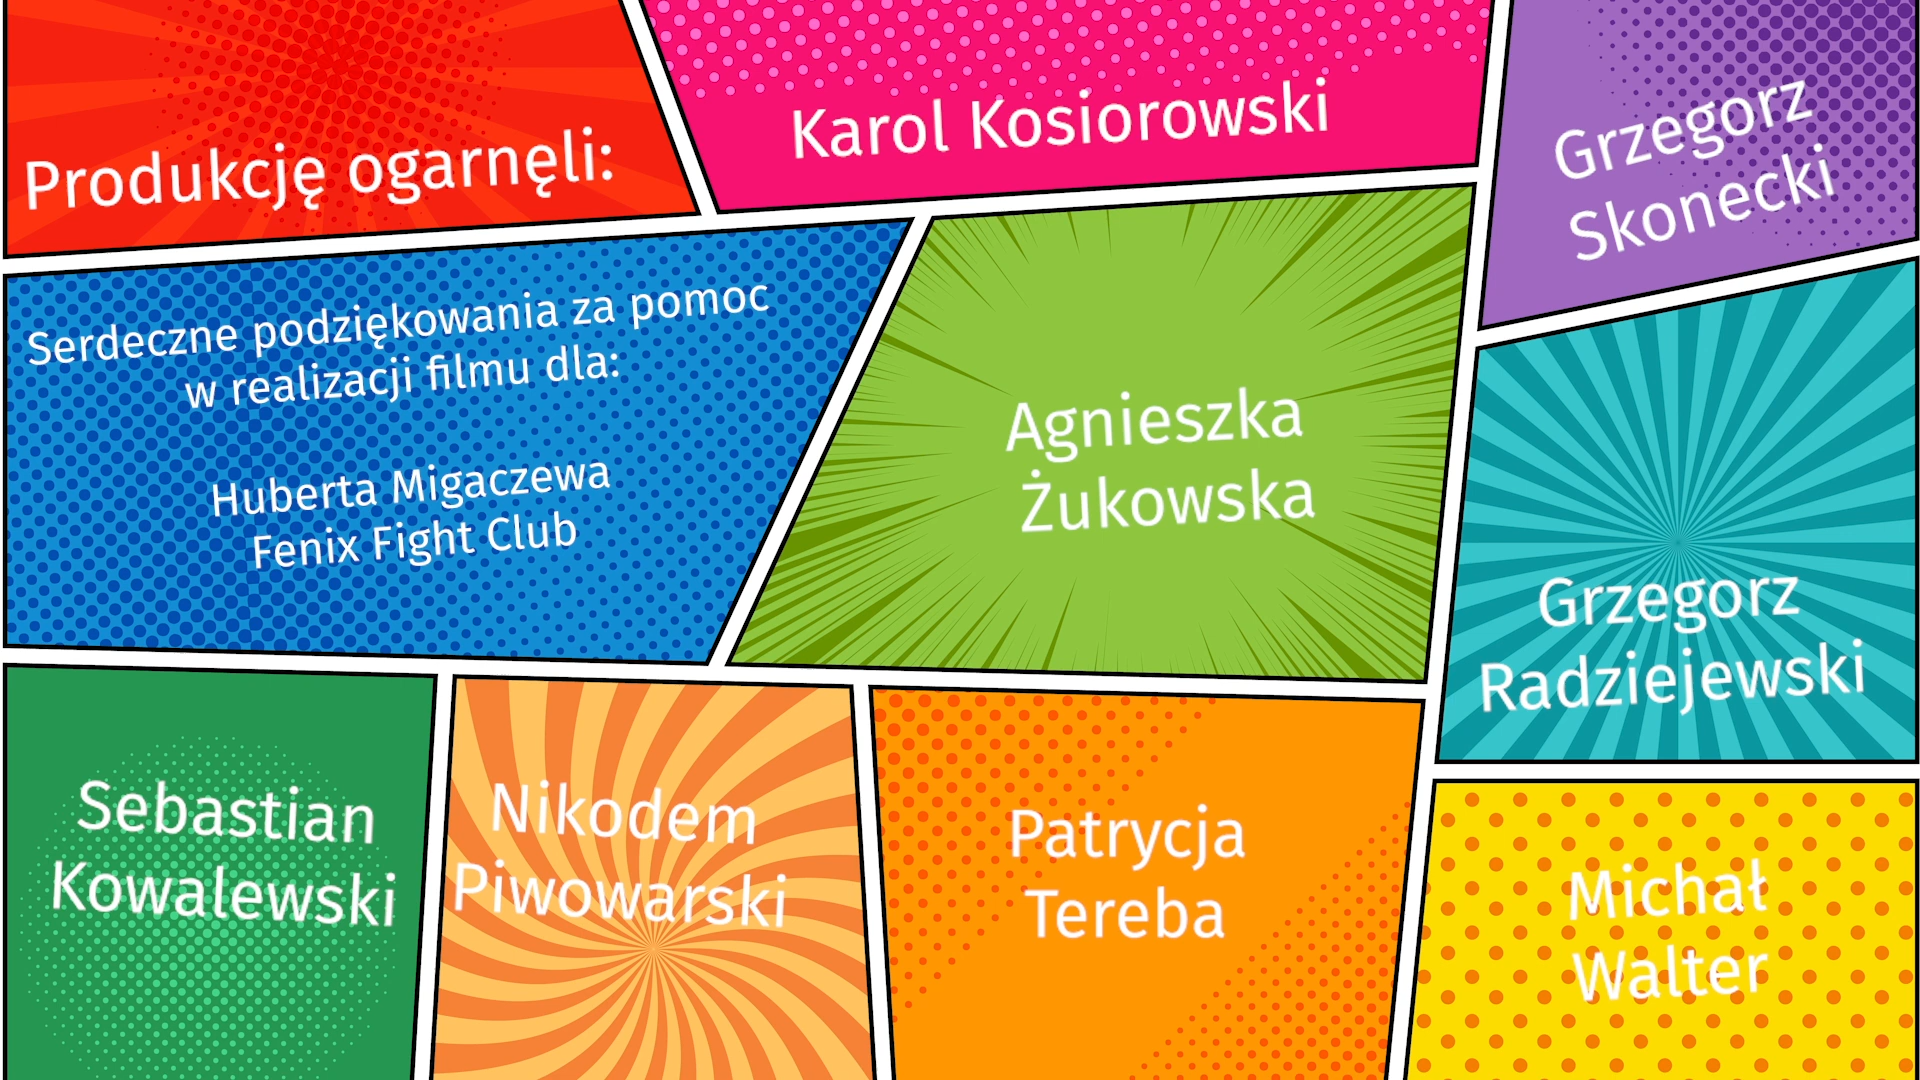 Produkcję ogarnęli:
Karol Kosiorowski
Grzegorz
Skonecki
Serdeczne podziękowania za pomoc
w realizacji filmu dla:
Huberta Migaczewa
Fenix Fight Club
Agnieszka
Żukowska
Grzegorz
Radziejewski
Sebastian
Kowalewski
Nikodem
Piwowarski
Patrycja
Tereba
Michał
Walter